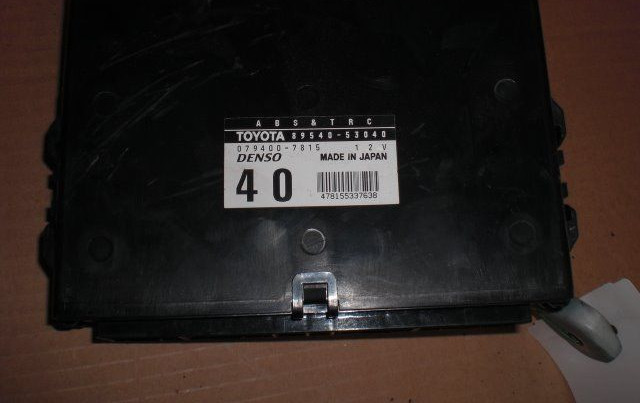 ABS & TRC
TOYOTA 89540-53040
079400-7815 12V
DENSO MADE IN JAPAN
40
478155337638